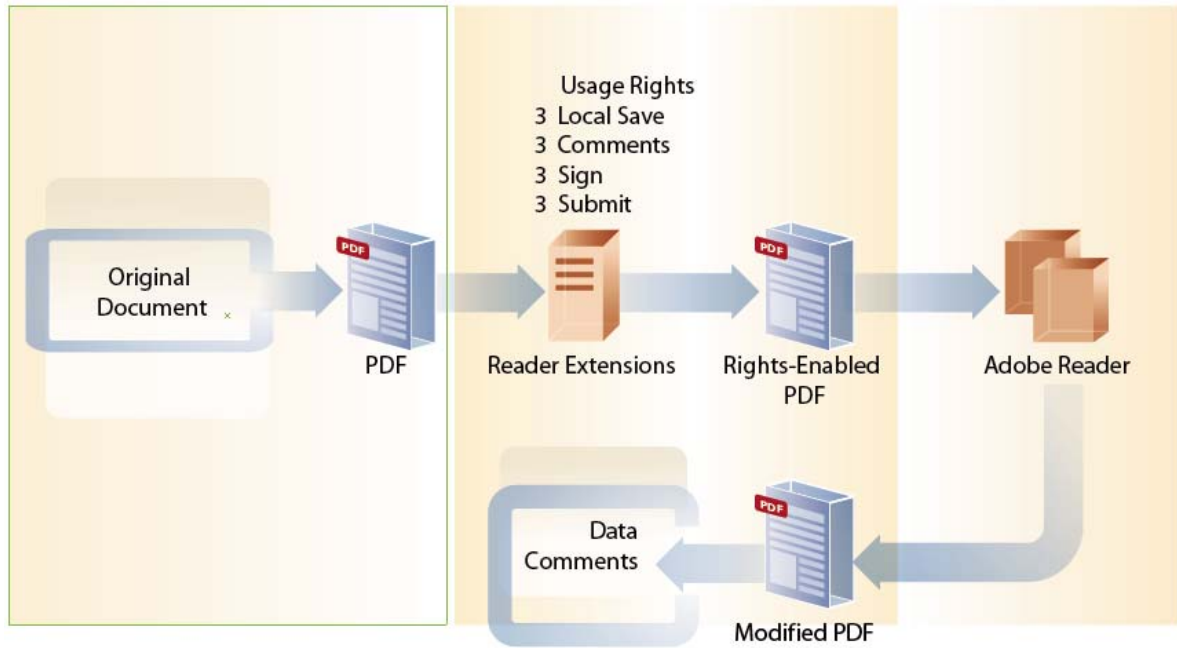 Usage Rights
3 Local Save
3 Comments
3 Sign
3 Submit
Original
Document
x
PDF
PDF
PDF
Reader Extensions
Rights-Enabled
PDF
Adobe Reader
Data
Comments
PDF
Modified PDF